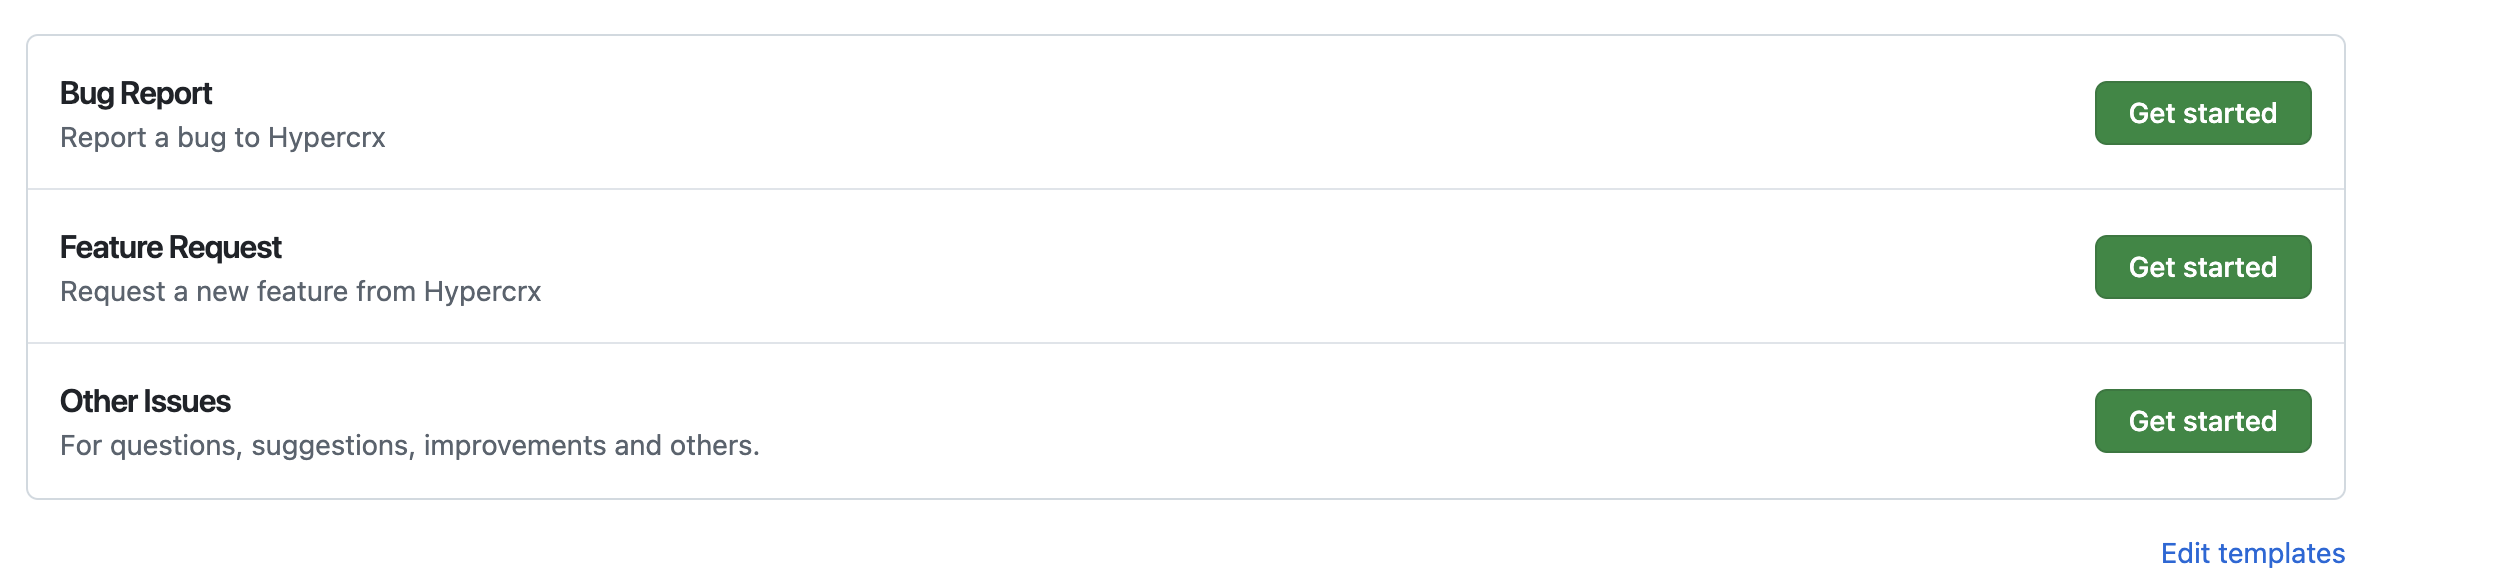 Bug Report
Get started
Report a bug to Hypercrx
Feature Request
Get started
Request a new feature from Hypercrx
Other Issues
Get started
For questions, suggestions, improvements and others.
Edit templates